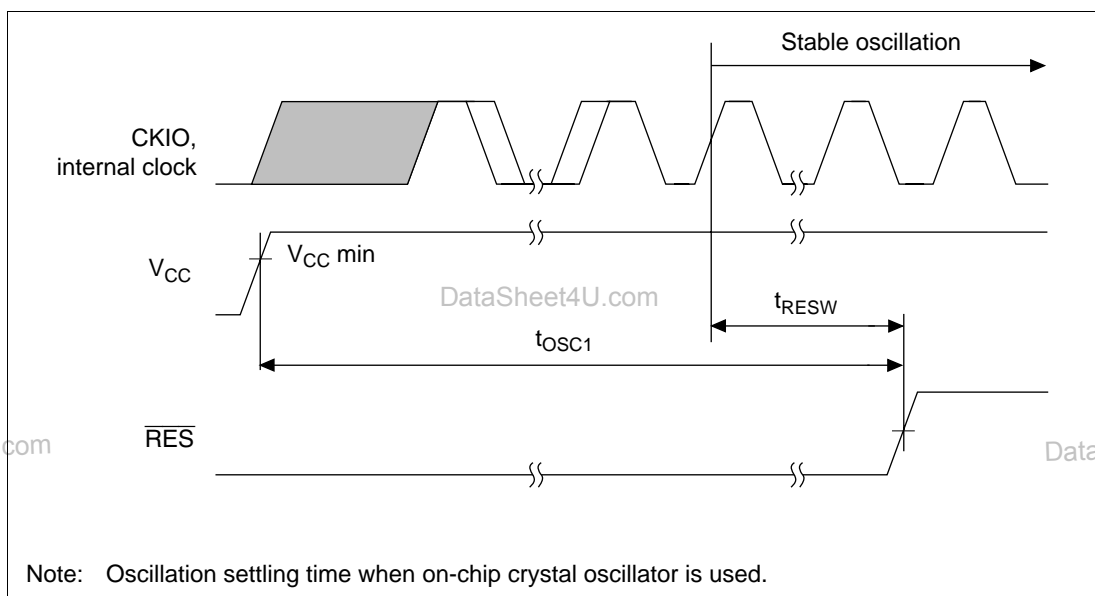 Stable oscillation
CKIO,
internal clock
VCC
VCC min
DataSheet4U.com
tRESW
tOSC1
RES
com
Data
Note: Oscillation settling time when on-chip crystal oscillator is used.